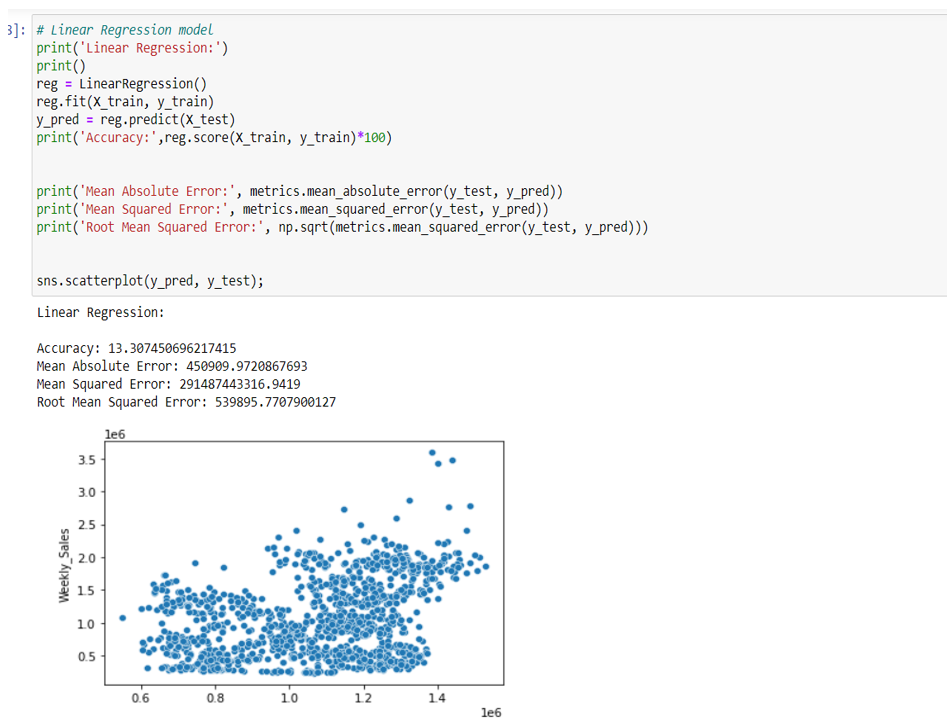 3]: # Linear Regression model
print('Linear Regression:')
print()
reg = LinearRegression()
reg.fit(X_train, y_train)
y_pred = reg.predict(X_test)
print('Accuracy:',reg.score(X_train, y_train)*100)
print('Mean Absolute Error:', metrics.mean_absolute_error(y_test, y_pred))
print('Mean Squared Error:', metrics.mean_squared_error(y_test, y_pred))
print('Root Mean Squared Error:', np.sqrt(metrics.mean_squared_error(y_test, y_pred)))
sns.scatterplot(y_pred, y_test);
Linear Regression:
Accuracy: 13.307450696217415
Mean Absolute Error: 450909.9720867693
Mean Squared Error: 291487443316.9419
Root Mean Squared Error: 539895.7707900127
1e6
3.5
3.0
2.5
2.0
1.5
1.0
0.5
Weekly_Sales
0.6 0.8 1.0 1.2 1.4
1e6